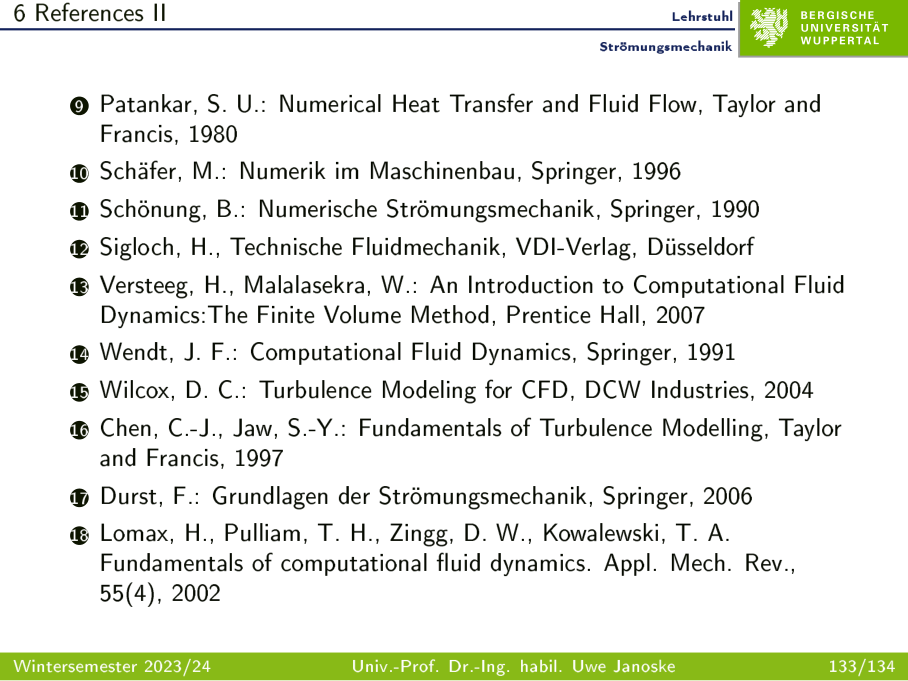 6 References II
Lehrstuhl
Strömungsmechanik
BERGISCHE
UNIVERSITÄT
WUPPERTAL
9 Patankar, S. U.: Numerical Heat Transfer and Fluid Flow, Taylor and
Francis, 1980
10 Schäfer, M.: Numerik im Maschinenbau, Springer, 1996
11 Schönung, B.: Numerische Strömungsmechanik, Springer, 1990
12 Sigloch, H., Technische Fluidmechanik, VDI-Verlag, Düsseldorf
13 Versteeg, H., Malalasekra, W.: An Introduction to Computational Fluid
Dynamics:The Finite Volume Method, Prentice Hall, 2007
14 Wendt, J. F.: Computational Fluid Dynamics, Springer, 1991
15 Wilcox, D. C.: Turbulence Modeling for CFD, DCW Industries, 2004
16 Chen, C.-J., Jaw, S.-Y.: Fundamentals of Turbulence Modelling, Taylor
and Francis, 1997
17 Durst, F.: Grundlagen der Strömungsmechanik, Springer, 2006
18 Lomax, H., Pulliam, T. H., Zingg, D. W., Kowalewski, T. A.
Fundamentals of computational fluid dynamics. Appl. Mech. Rev.,
55(4), 2002
Wintersemester 2023/24
Univ.-Prof. Dr.-Ing. habil. Uwe Janoske
133/134